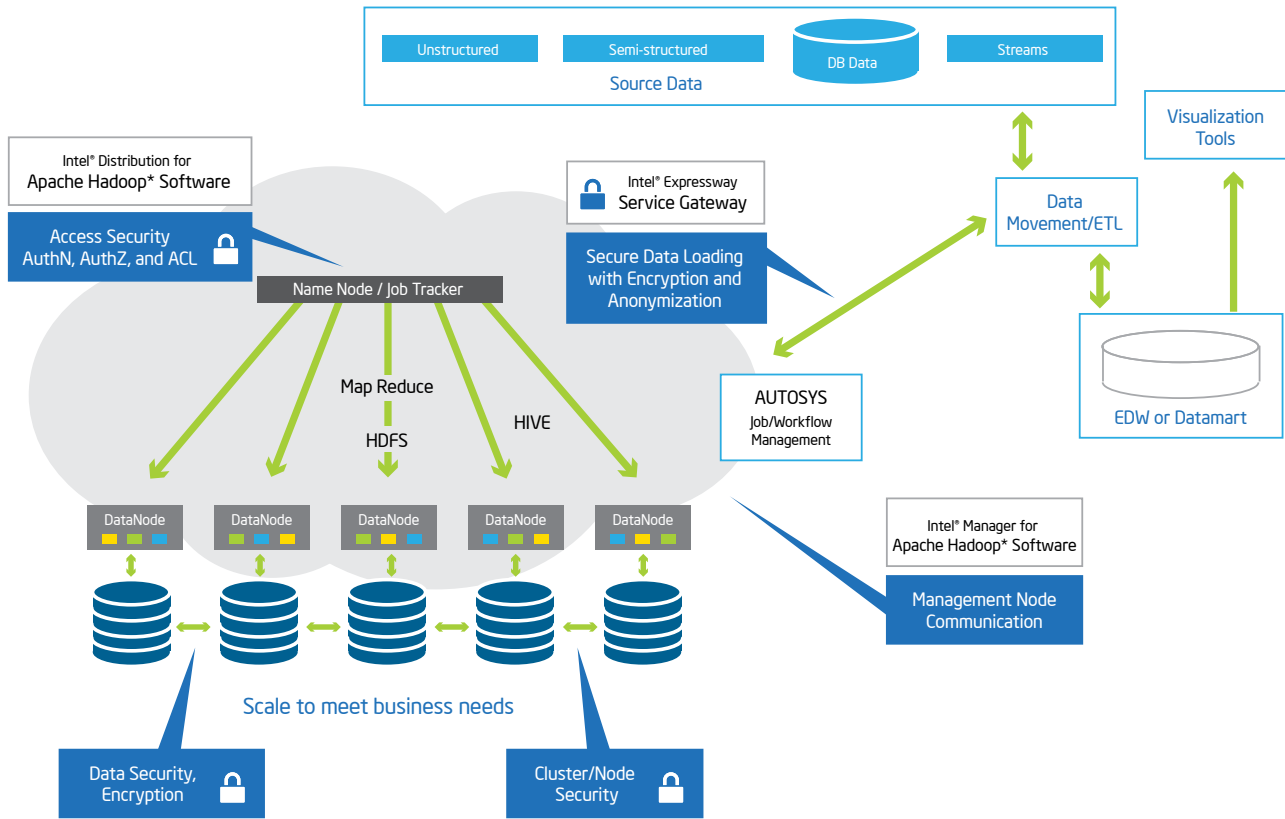 Unstructured
Semi-structured
DB Data
Streams
Source Data
Visualization
Tools
Intel® Distribution for
Apache Hadoop* Software
Access Security
AuthN, AuthZ, and ACL
Intel® Expressway
Service Gateway
Secure Data Loading
with Encryption and
Anonymization
Data
Movement/ETL
Name Node / Job Tracker
Map Reduce
HDFS
HIVE
AUTOSYS
Job/Workflow
Management
EDW or Datamart
DataNode
DataNode
DataNode
DataNode
DataNode
Intel® Manager for
Apache Hadoop* Software
Management Node
Communication
Scale to meet business needs
Data Security,
Encryption
Cluster/Node
Security